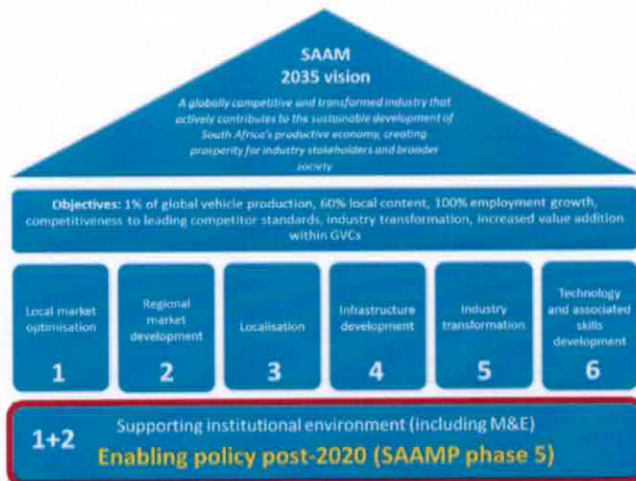 SAAM
2035 vision
A globally competitive and transformed industry that
actively contributes to the sustainable development of
South Africa's productive economy, creating
prosperity for industry stakeholders and broader
society
Objectives: 1% of global vehicle production, 60% local content, 100% employment growth,
competitiveness to leading competitor standards, industry transformation, increased value addition
within GVCs
Local market
optimisation
1
Regional
market
development
2
Localisation
3
Infrastructure
development
4
Industry
transformation
5
Technology
and associated
skills
development
6
1+2
Supporting institutional environment (including M&E)
Enabling policy post-2020 (SAAMP phase 5)